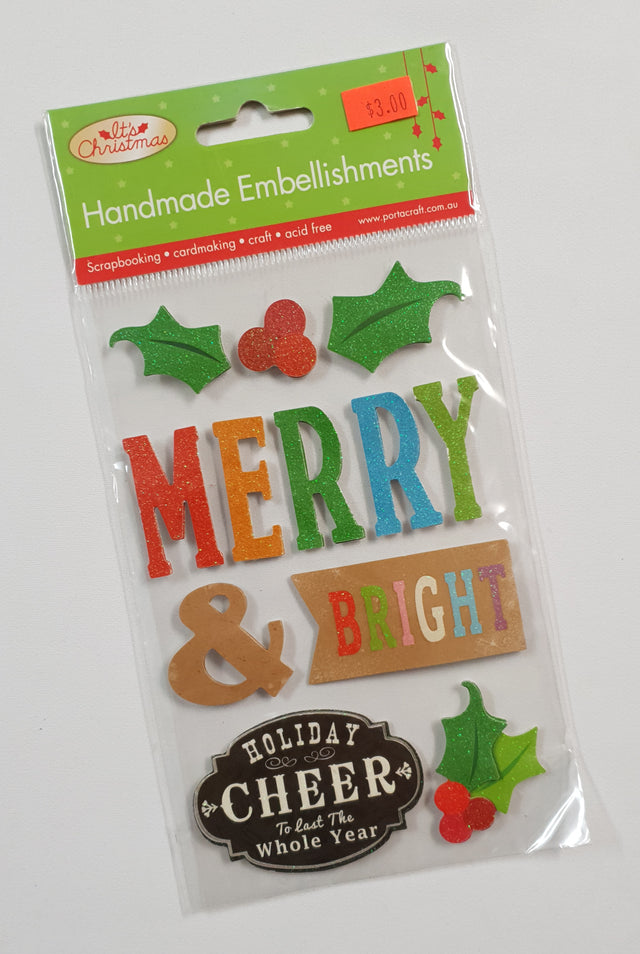 $3.00
It's
Christmas
Handmade Embellishments
Scrapbooking • cardmaking • craft • acid free
www.portacraft.com.au
MERRY
& BRIGHT
HOLIDAY
CHEER
To last The
Whole Year